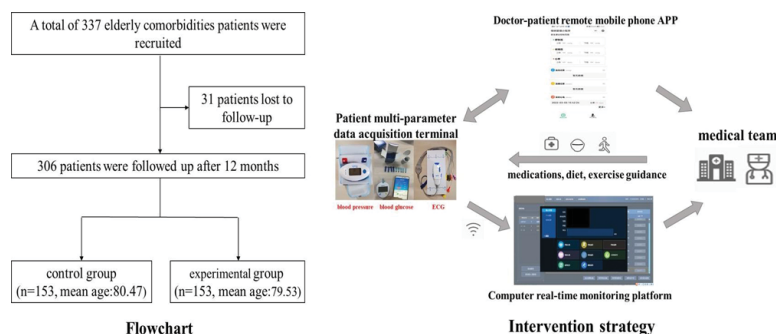 A total of 337 elderly comorbidities patients were
recruited
31 patients lost to
follow-up
306 patients were followed up after 12 months
control group
(n=153, mean age:80.47)
experimental group
(n=153, mean age:79.53)
Flowchart
Doctor-patient remote mobile phone APP
Patient multi-parameter
data acquisition terminal
blood pressure
blood glucose
ECG
medical team
medications, diet, exercise guidance
Computer real-time monitoring platform
Intervention strategy